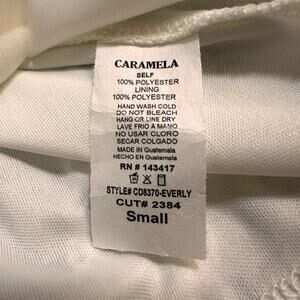 CARAMELA
SELF
100% POLYESTER
LINING
100% POLYESTER
HAND WASH COLD
DO NOT BLEACH
HANG OR LINE DRY
LAVE FRIO A MANO
NO USAR CLORO
SECAR COLGADO
MADE IN Guatemala
HECHO EN Guatemala
RN # 143417
STYLE# CD8370-EVERLY
CUT# 2384
Small